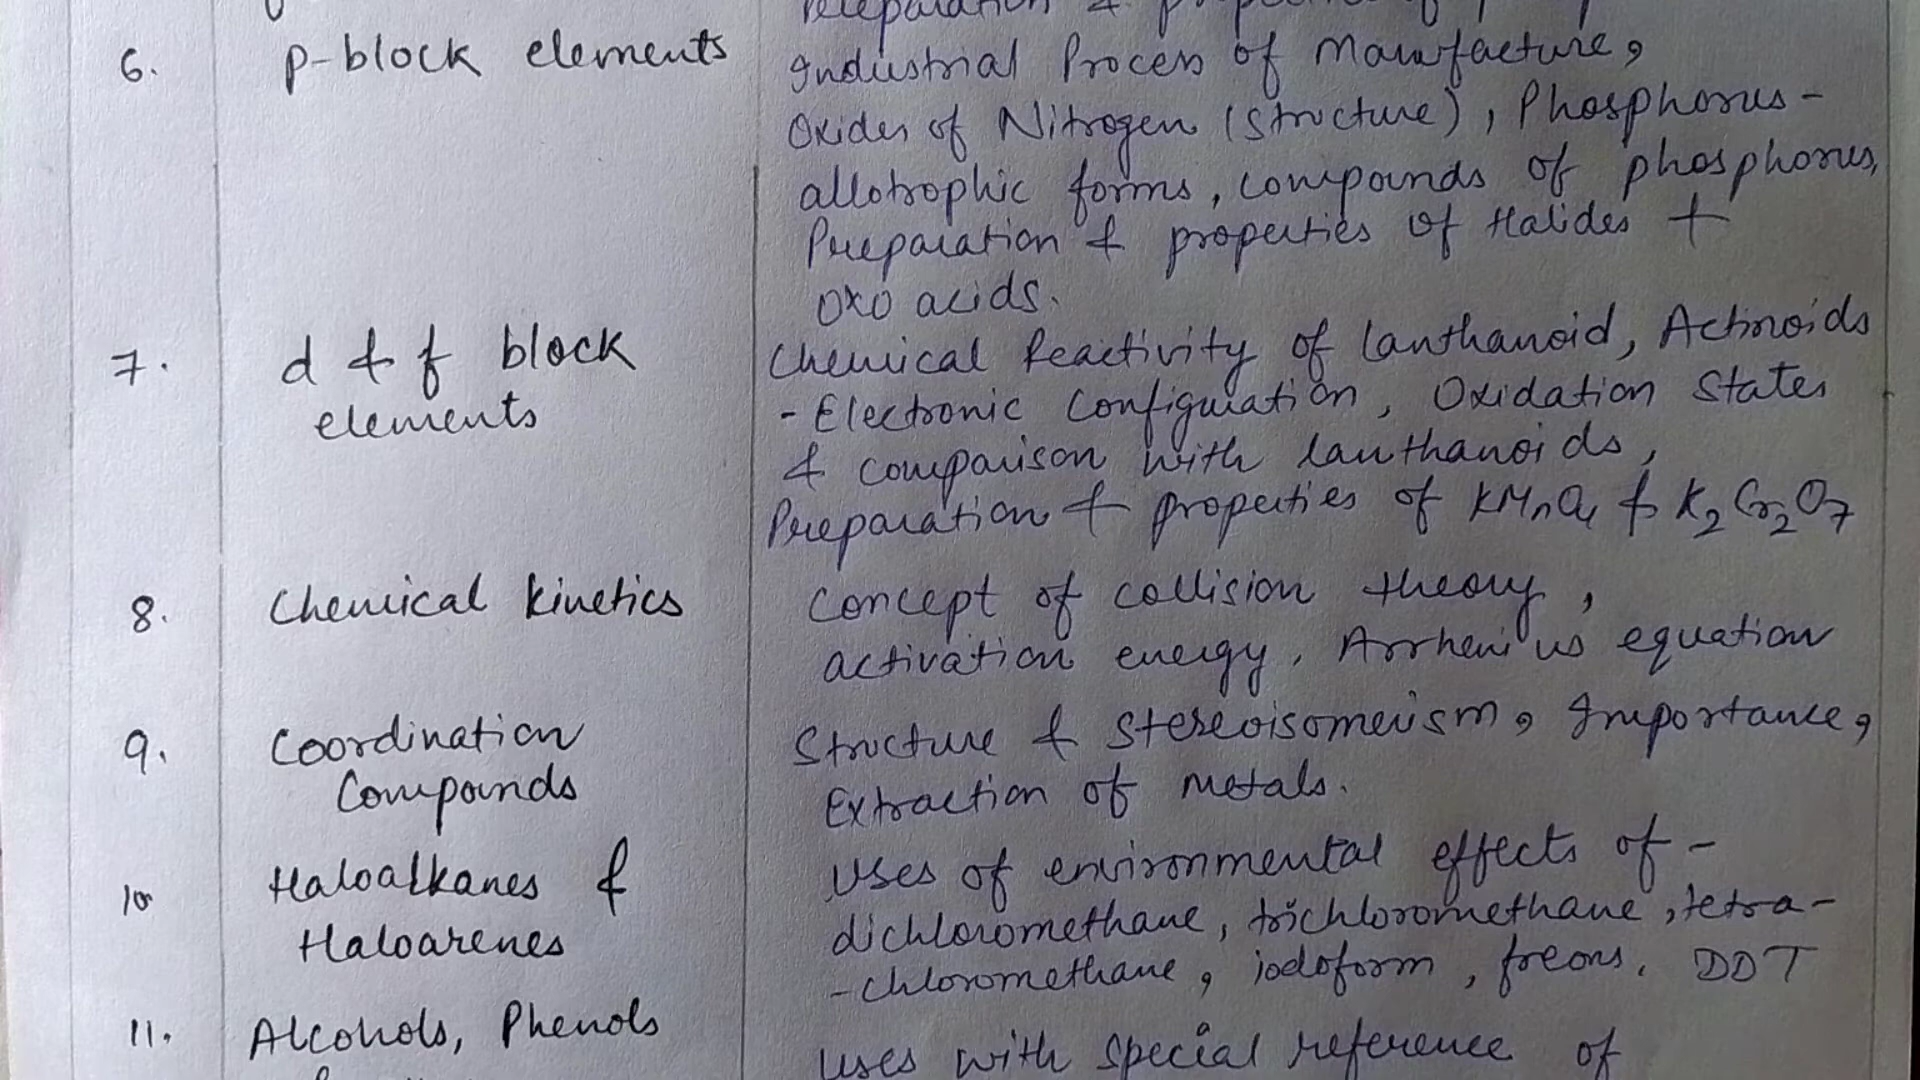 6.
p-block elements
Preparation & properties of
Industrial Process of Manufacture,
Oxides of Nitrogen (structure), Phosphorus-
allotrophic forms, compounds of phosphorus,
Preparation & properties of Halides +
oxo acids.
7.
d & f block
elements
Chemical Reactivity of lanthanoid, Actinoids
- Electronic Configuration, Oxidation States
& comparison with lanthanoids,
Preparation & properties of KMnO4 & K2Cr2O7
8.
Chemical kinetics
Concept of collision theory,
activation energy, Arrhenius equation
9.
Coordination
Compounds
Structure & stereoisomerism, Importance,
Extraction of metals.
10
Haloalkanes &
Haloarenes
Uses of environmental effects of -
dichloromethane, trichloromethane, tetra-
-chloromethane, iodoform, freons, DDT
11.
Alcohols, Phenols
uses with special reference of